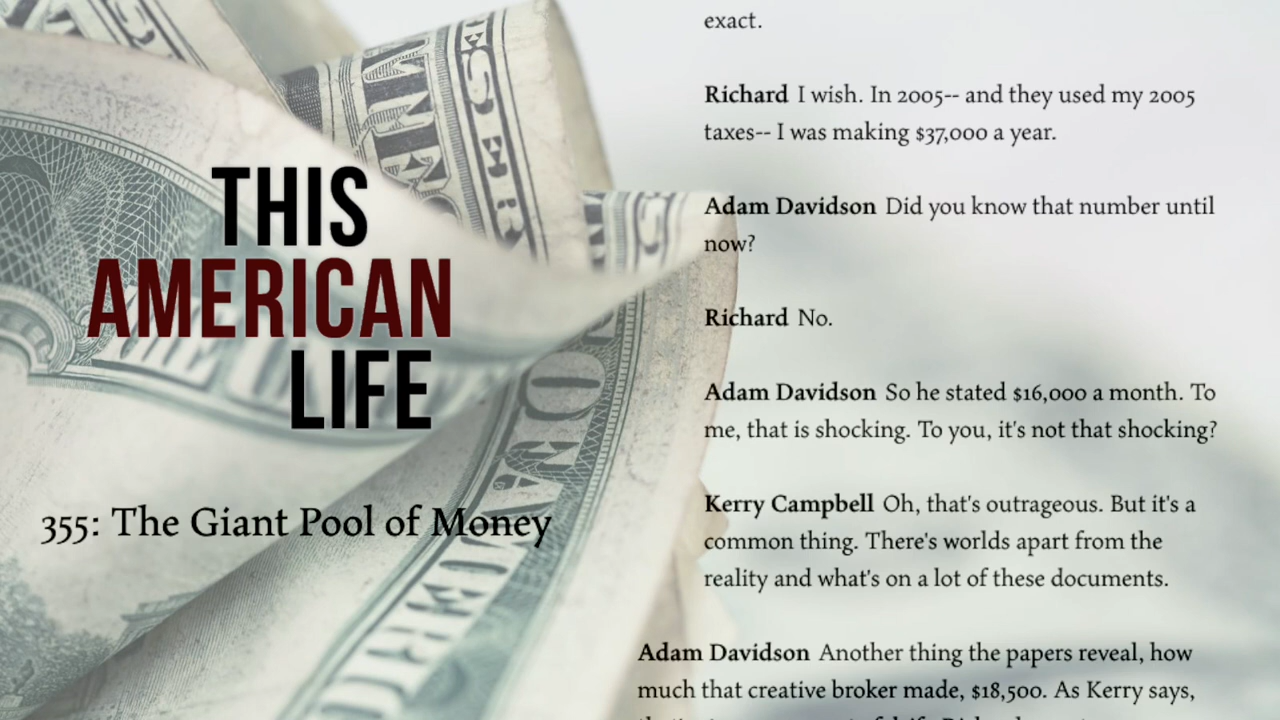 THIS
AMERICAN
LIFE
355: The Giant Pool of Money
exact.
Richard I wish. In 2005-- and they used my 2005
taxes-- I was making $37,000 a year.
Adam Davidson Did you know that number until
now?
Richard No.
Adam Davidson So he stated $16,000 a month. To
me, that is shocking. To you, it's not that shocking?
Kerry Campbell Oh, that's outrageous. But it's a
common thing. There's worlds apart from the
reality and what's on a lot of these documents.
Adam Davidson Another thing the papers reveal, how
much that creative broker made, $18,500. As Kerry says,